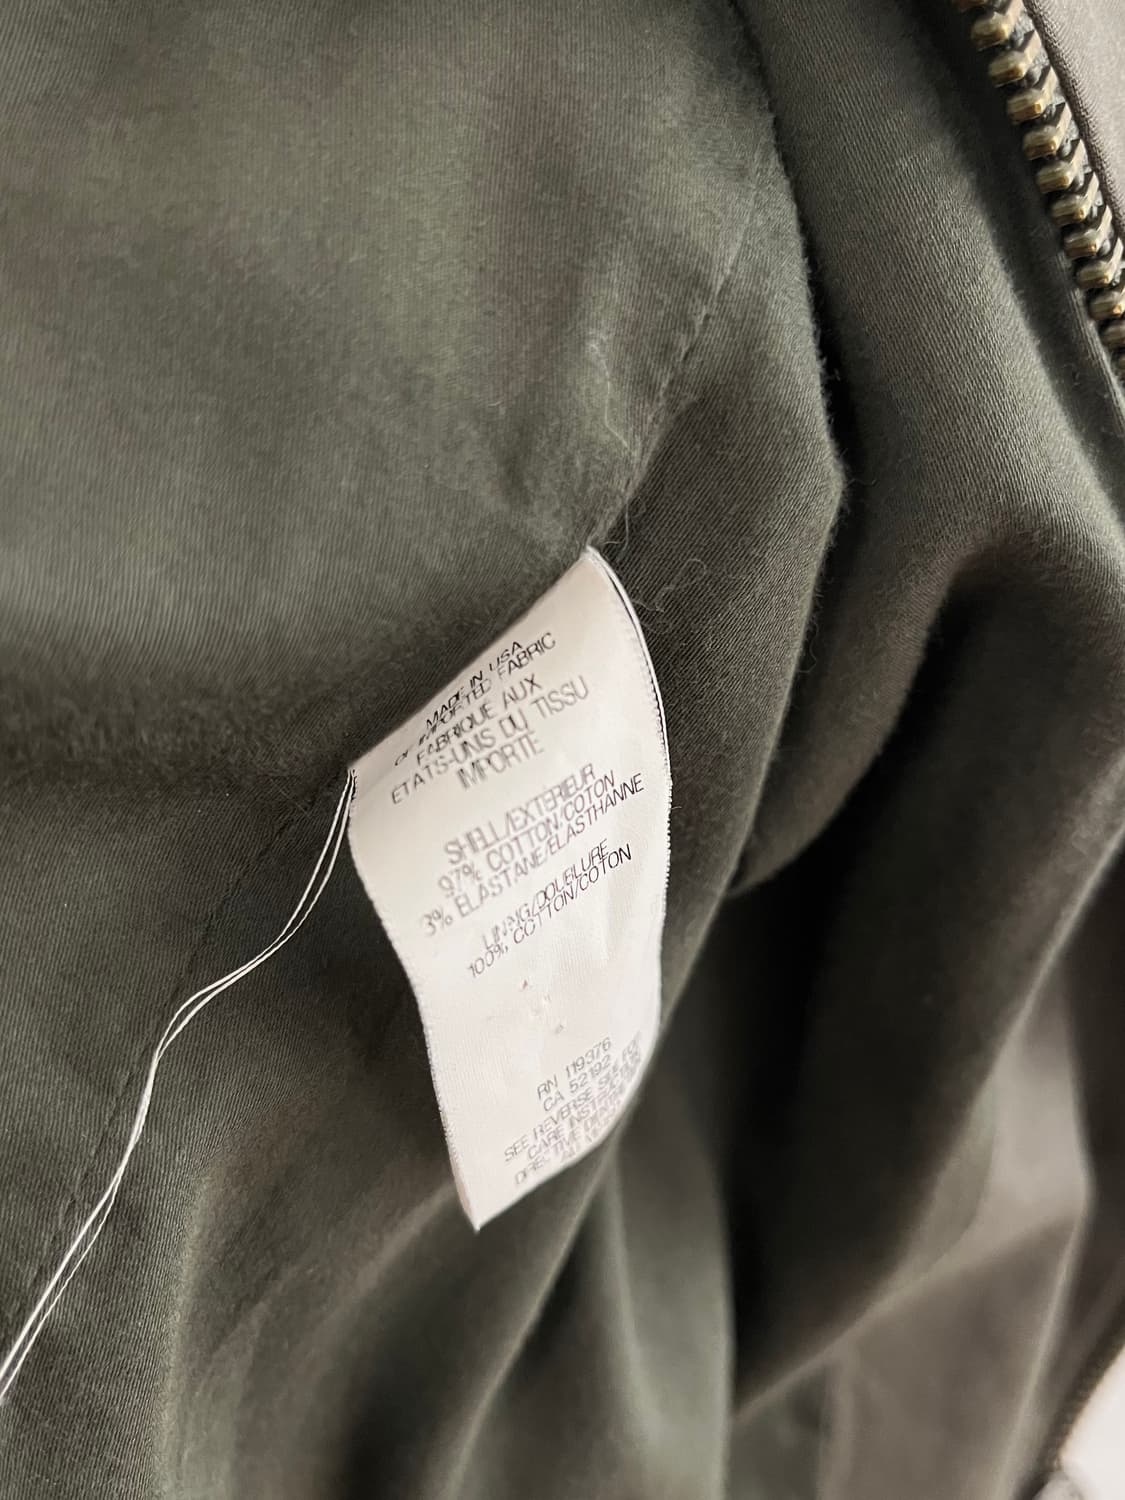 MADE IN USA
OF IMPORTED FABRIC
FABRIQUE AUX
ETATS-UNIS DU TISSU
IMPORTE
SHELL/EXTERIEUR
97% COTTON/COTON
3% ELASTANE/ELASTHANNE
LINING/DOUBLURE
100% COTTON/COTON
RN 119376
CA 52192
SEE REVERSE SIDE FOR
CARE